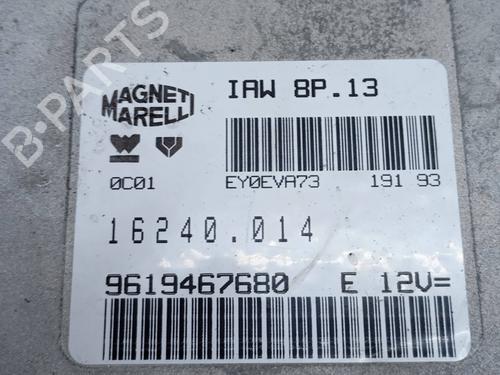 B-PARTS
MAGNETI MARELLI
IAW 8P.13
0C01 EY0EVA73 191 93
16240.014
9619467680 E 12V=